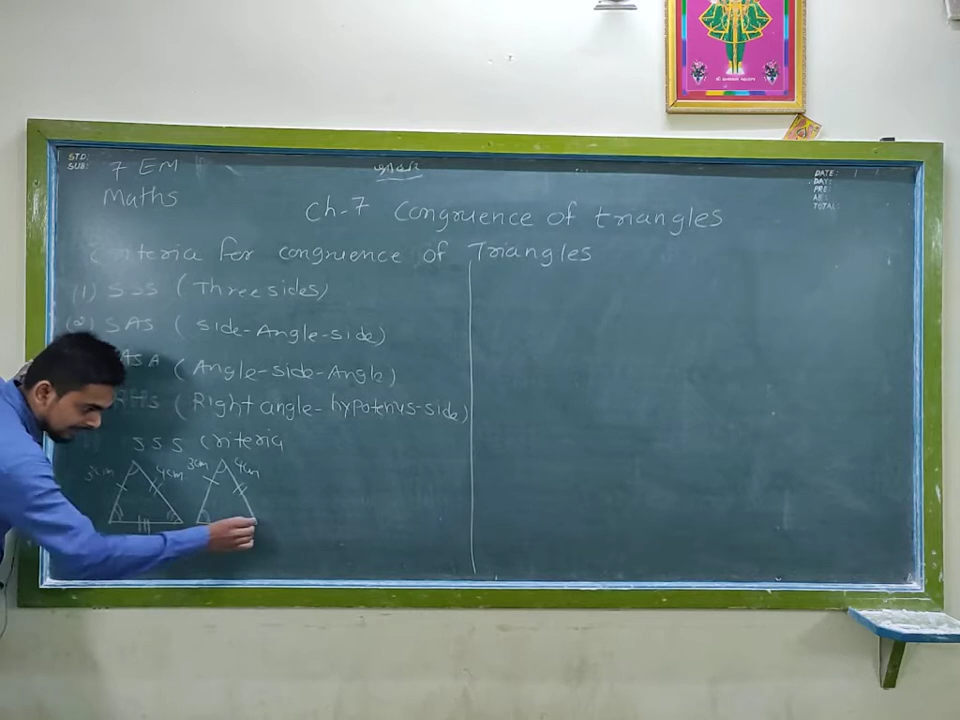 STD:
SUB:
7 EM
Maths
DATE:
DAY:
PRE:
AB:
TOTAL:
Ch-7 Congruence of triangles
Criteria for congruence of Triangles
(1) SSS (Three sides)
(2) SAS (Side-Angle-side)
ASA (Angle-side-Angle)
RHS (Right angle-hypotenus-side)
SSS criteria
3cm 4cm 3cm 4cm